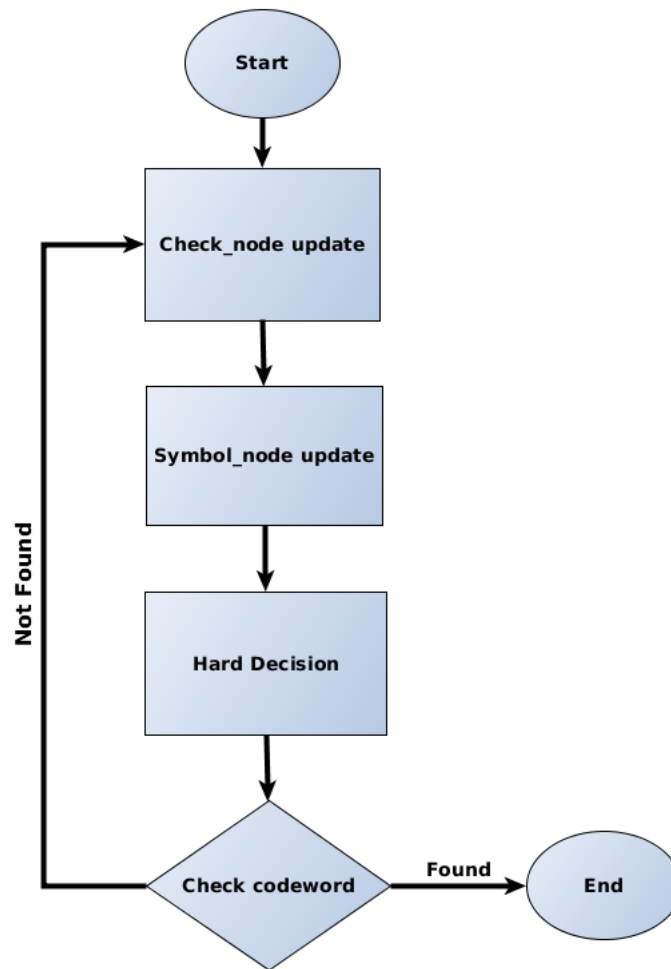 Start
Check_node update
Symbol_node update
Hard Decision
Not Found
Check codeword
Found
End